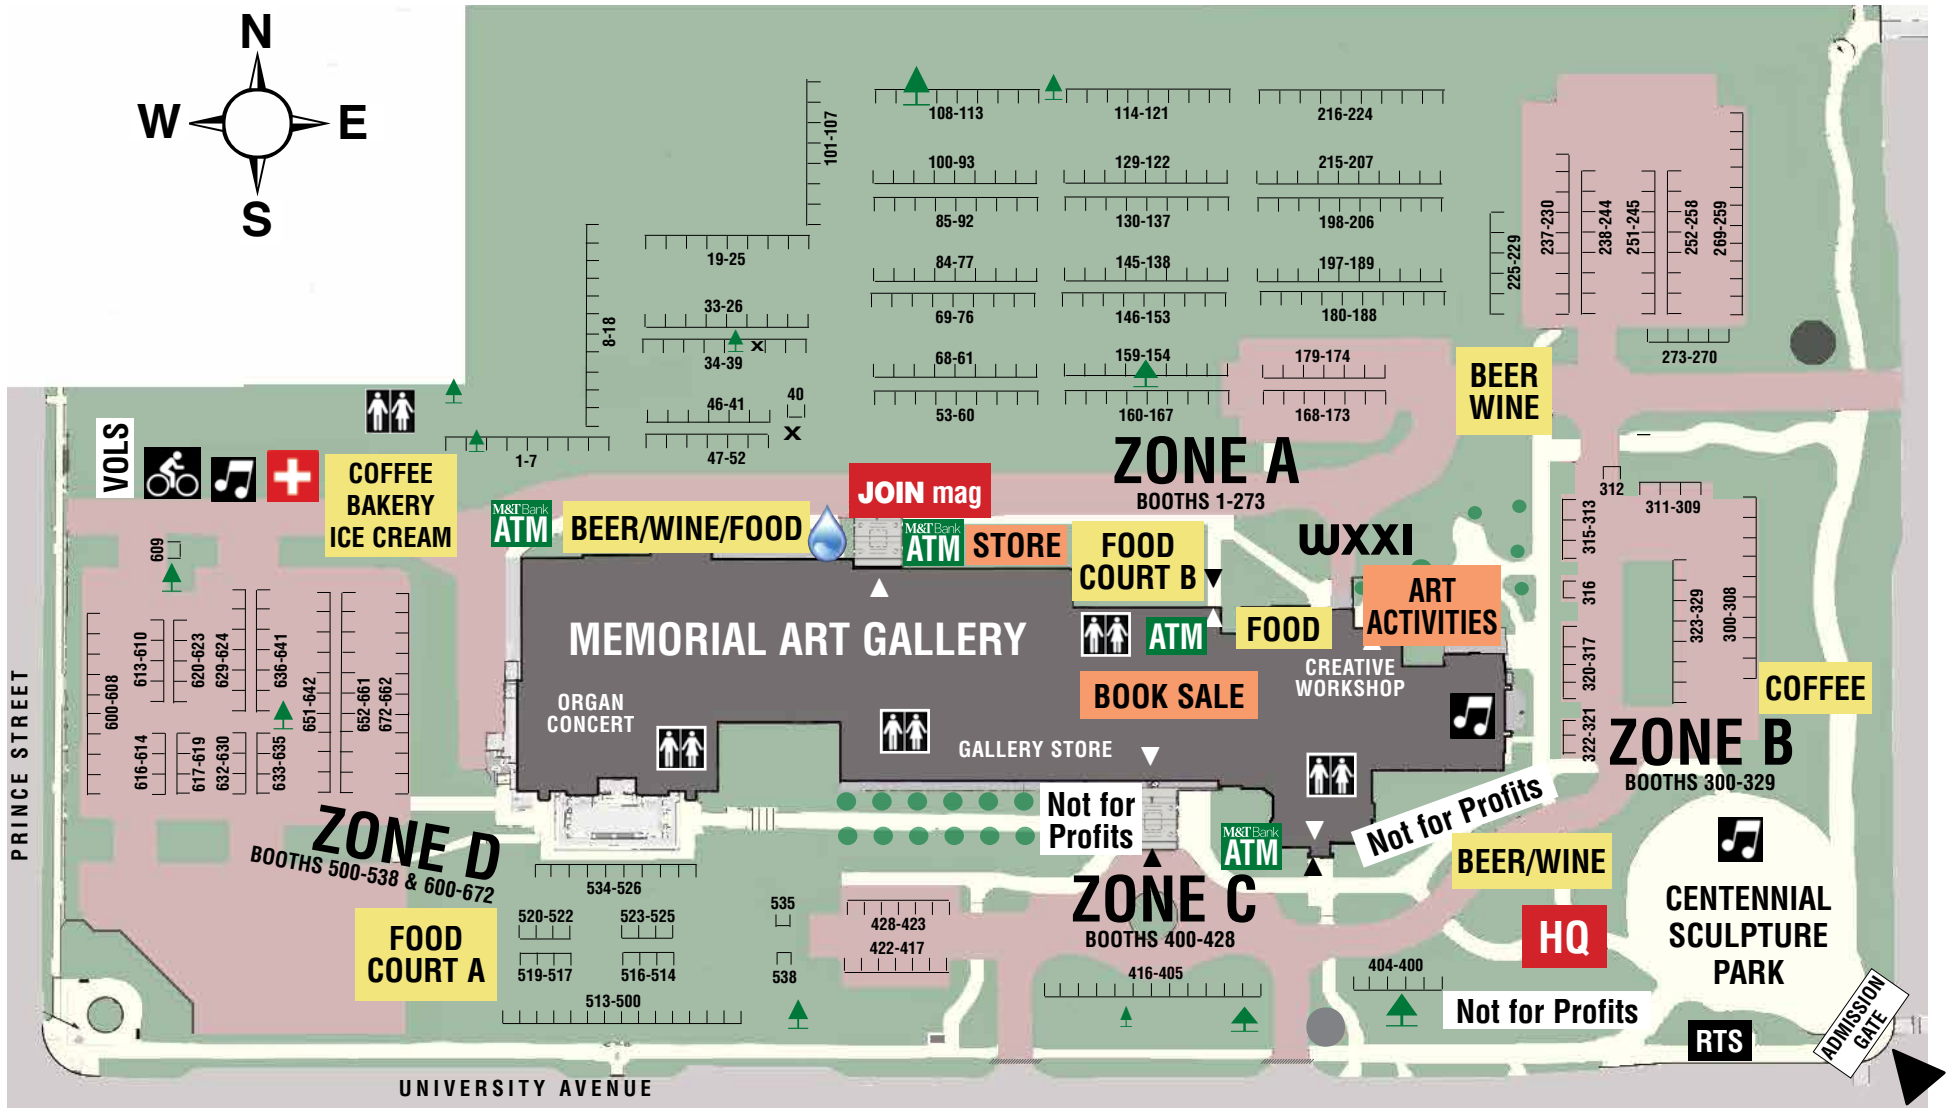 N
W
E
S
101-107
108-113
114-121
216-224
100-93
129-122
215-207
85-92
130-137
198-206
84-77
145-138
197-189
69-76
146-153
180-188
68-61
159-154
179-174
53-60
160-167
168-173
19-25
33-26
34-39
X
46-41
40
X
47-52
8-18
1-7
225-229
237-230
238-244
251-245
252-258
269-259
273-270
BEER
WINE
ZONE A
BOOTHS 1-273
VOLS
COFFEE
BAKERY
ICE CREAM
M&T Bank
ATM
BEER/WINE/FOOD
JOIN mag
M&T Bank
ATM
STORE
FOOD
COURT B
WXXI
ART
ACTIVITIES
312
311-309
315-313
316
320-317
322-321
323-329
300-308
COFFEE
ZONE B
BOOTHS 300-329
MEMORIAL ART GALLERY
ATM
FOOD
CREATIVE
WORKSHOP
BOOK SALE
ORGAN
CONCERT
GALLERY STORE
609
600-608
613-610
620-623
629-624
636-641
651-642
652-661
672-662
616-614
617-619
632-630
633-635
PRINCE STREET
ZONE D
BOOTHS 500-538 & 600-672
FOOD
COURT A
534-526
520-522
523-525
519-517
516-514
513-500
535
538
Not for
Profits
M&T Bank
ATM
Not for Profits
BEER/WINE
HQ
CENTENNIAL
SCULPTURE
PARK
ZONE C
BOOTHS 400-428
428-423
422-417
416-405
404-400
Not for Profits
RTS
ADMISSION
GATE
UNIVERSITY AVENUE